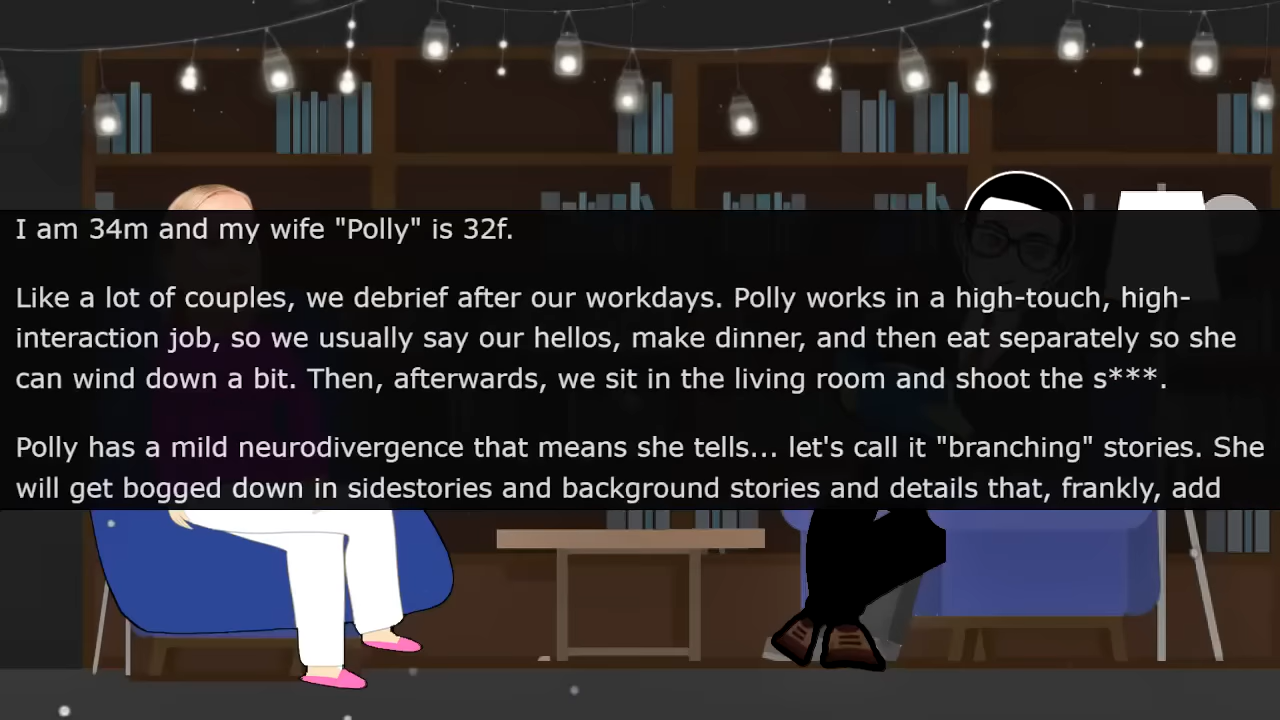 I am 34m and my wife "Polly" is 32f.
Like a lot of couples, we debrief after our workdays. Polly works in a high-touch, high-
interaction job, so we usually say our hellos, make dinner, and then eat separately so she
can wind down a bit. Then, afterwards, we sit in the living room and shoot the s***.
Polly has a mild neurodivergence that means she tells... let's call it "branching" stories. She
will get bogged down in sidestories and background stories and details that, frankly, add